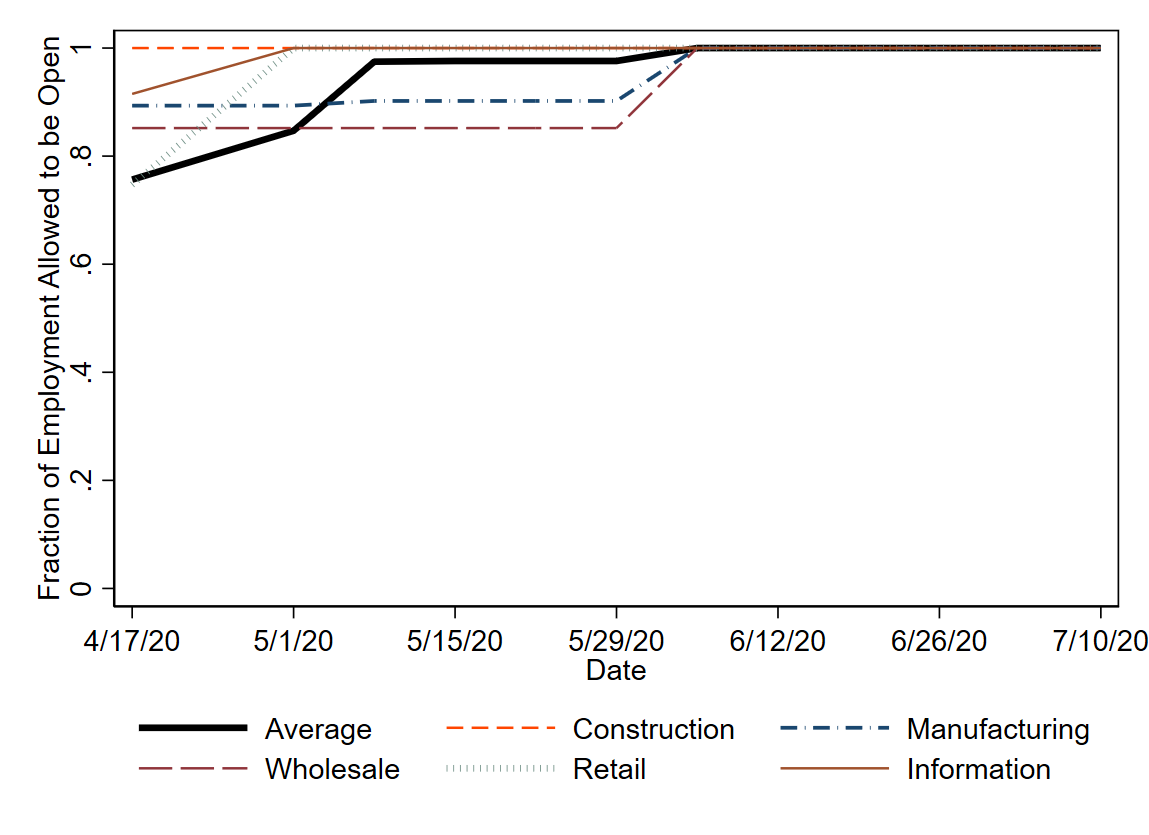 Fraction of Employment Allowed to be Open
1
.8
.6
.4
.2
0
4/17/20 5/1/20 5/15/20 5/29/20 6/12/20 6/26/20 7/10/20
Date
Average Construction Manufacturing
Wholesale Retail Information